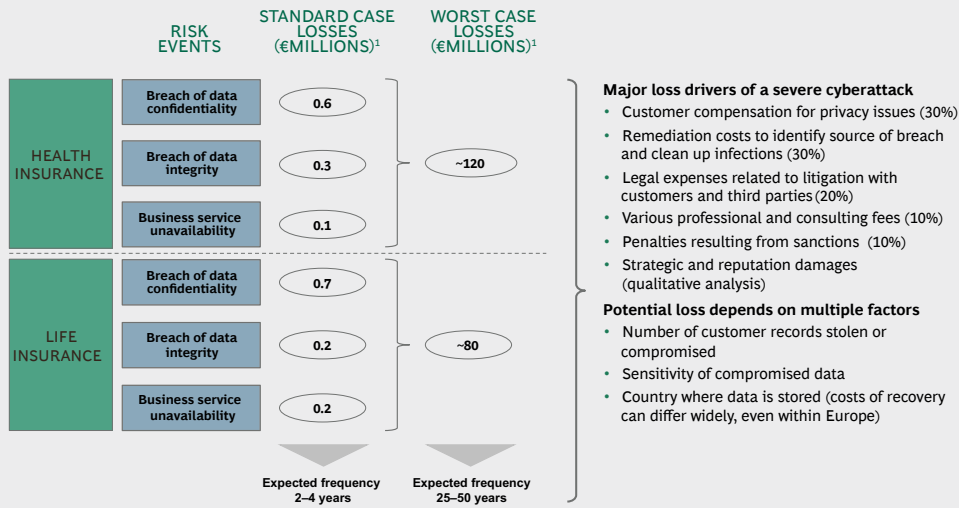 RISK
EVENTS
STANDARD CASE
LOSSES
(€MILLIONS)¹
WORST CASE
LOSSES
(€MILLIONS)¹
HEALTH
INSURANCE
Breach of data
confidentiality
0.6
Breach of data
integrity
0.3
Business service
unavailability
0.1
~120
LIFE
INSURANCE
Breach of data
confidentiality
0.7
Breach of data
integrity
0.2
Business service
unavailability
0.2
~80
Expected frequency
2–4 years
Expected frequency
25–50 years
Major loss drivers of a severe cyberattack
• Customer compensation for privacy issues (30%)
• Remediation costs to identify source of breach
and clean up infections (30%)
• Legal expenses related to litigation with
customers and third parties (20%)
• Various professional and consulting fees (10%)
• Penalties resulting from sanctions (10%)
• Strategic and reputation damages
(qualitative analysis)
Potential loss depends on multiple factors
• Number of customer records stolen or
compromised
• Sensitivity of compromised data
• Country where data is stored (costs of recovery
can differ widely, even within Europe)